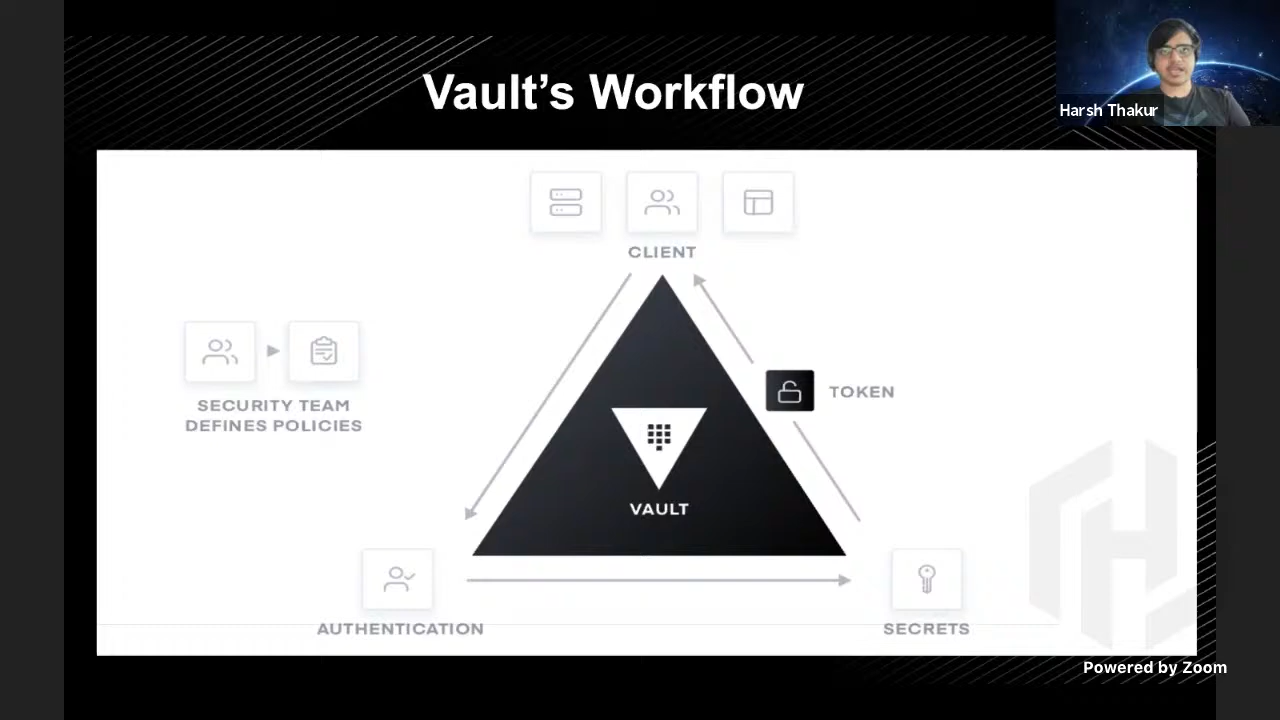 Vault's Workflow
Harsh Thakur
CLIENT
SECURITY TEAM
DEFINES POLICIES
TOKEN
VAULT
AUTHENTICATION
SECRETS
Powered by Zoom